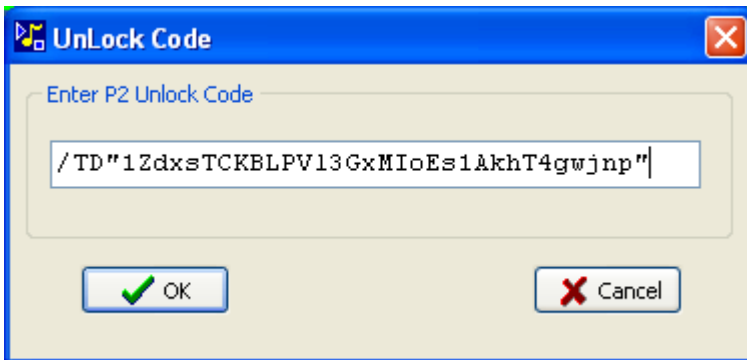 UnLock Code
Enter P2 Unlock Code
/TD"1ZdxsTCKBLPVl3GxMIoEs1AkhT4gwjnp"
OK
Cancel